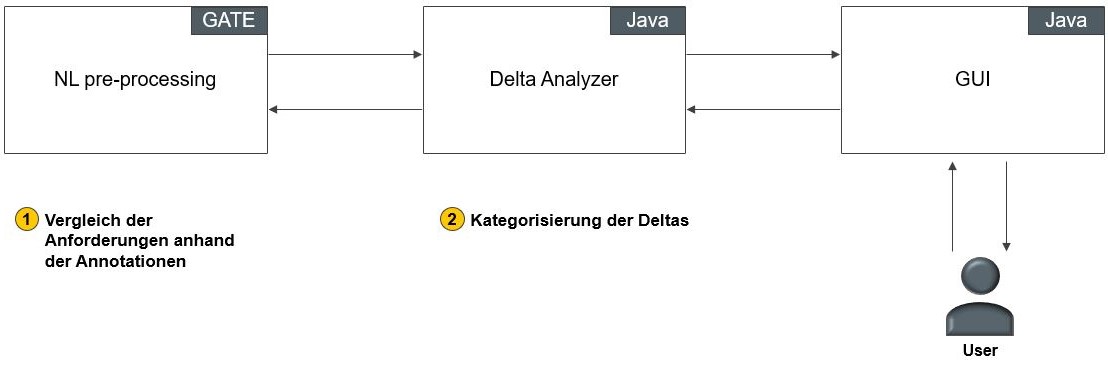 GATE
NL pre-processing
Java
Delta Analyzer
Java
GUI
1 Vergleich der
Anforderungen anhand
der Annotationen
2 Kategorisierung der Deltas
User